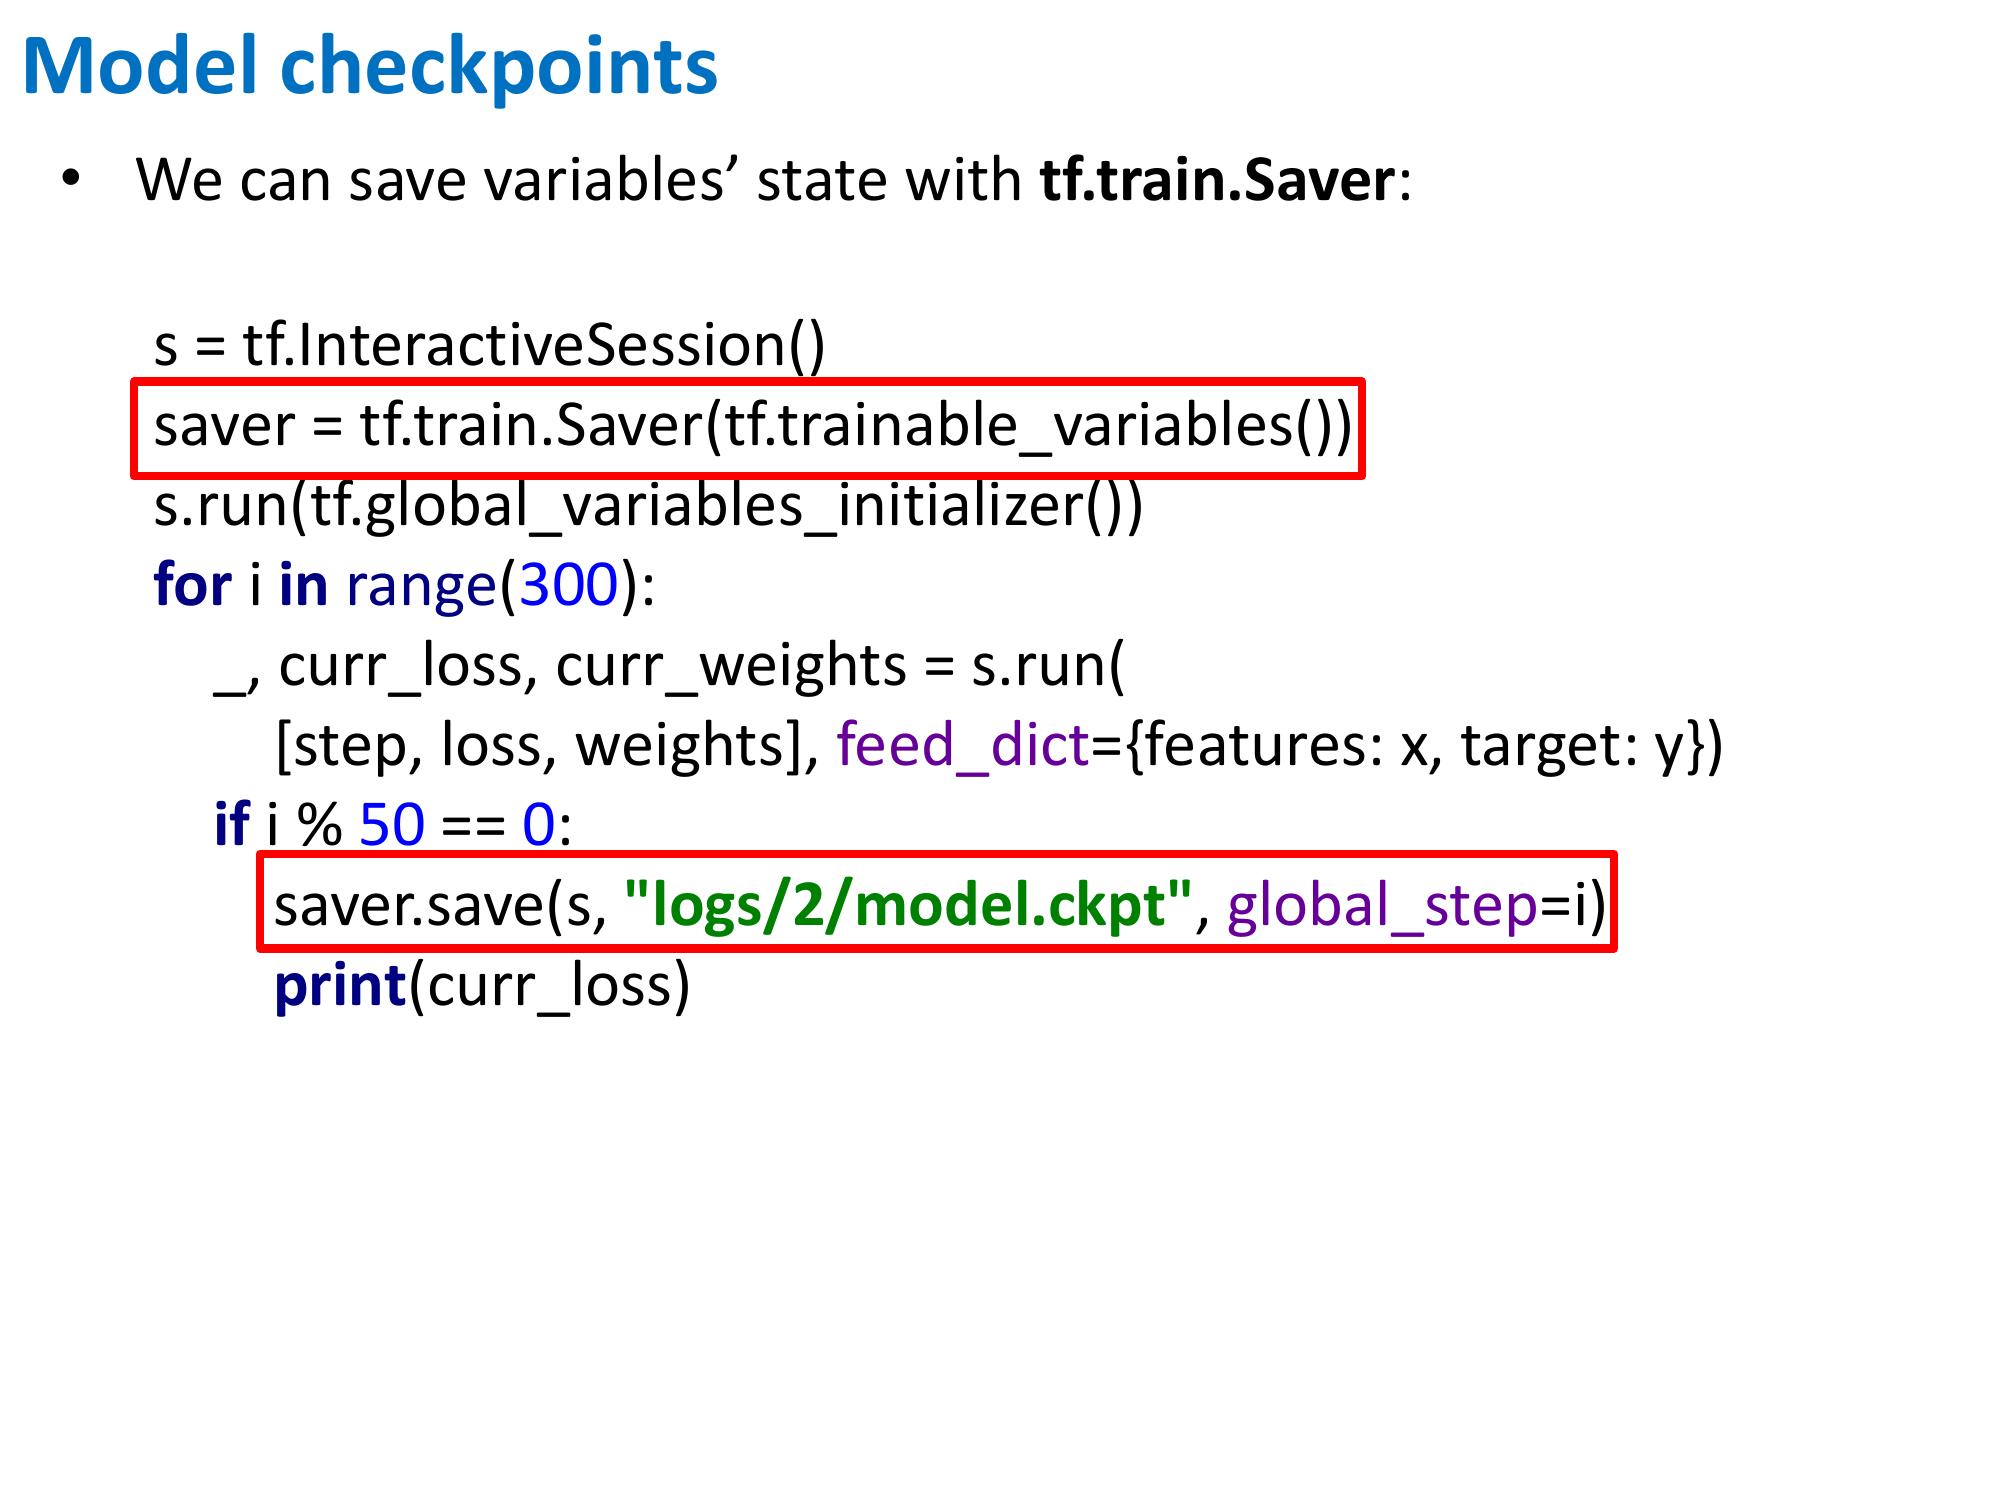 Model checkpoints
• We can save variables’ state with tf.train.Saver:
s = tf.InteractiveSession()
saver = tf.train.Saver(tf.trainable_variables())
s.run(tf.global_variables_initializer())
for i in range(300):
_, curr_loss, curr_weights = s.run(
[step, loss, weights], feed_dict={features: x, target: y})
if i % 50 == 0:
saver.save(s, "logs/2/model.ckpt", global_step=i)
print(curr_loss)